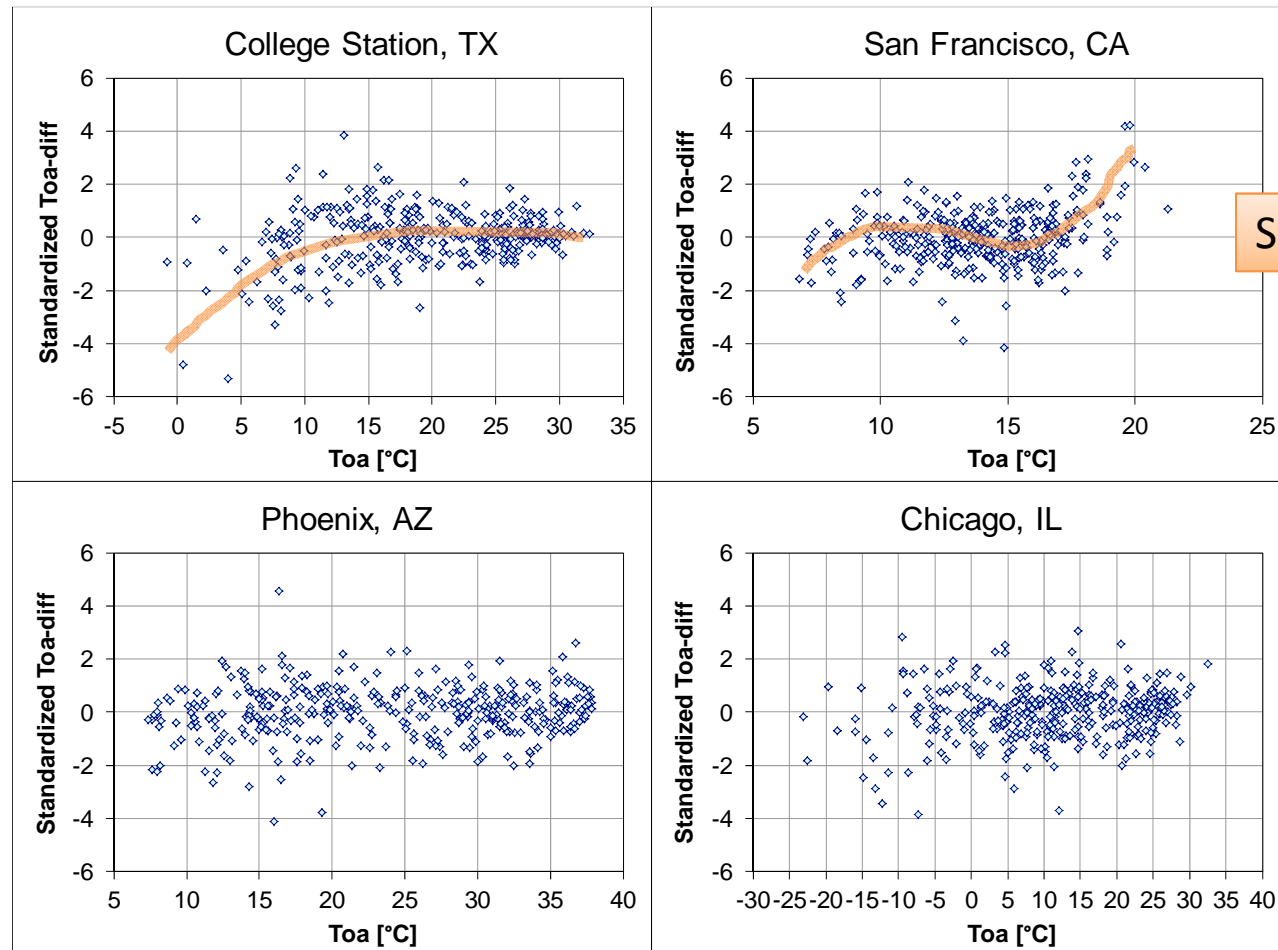 College Station, TX
6
4
2
0
-2
-4
-6
Standardized Toa-diff
-5 0 5 10 15 20 25 30 35
Toa [°C]
San Francisco, CA
6
4
2
0
-2
-4
-6
Standardized Toa-diff
5 10 15 20 25
Toa [°C]
S
Phoenix, AZ
6
4
2
0
-2
-4
-6
Standardized Toa-diff
5 10 15 20 25 30 35 40
Toa [°C]
Chicago, IL
6
4
2
0
-2
-4
-6
Standardized Toa-diff
-30 -25 -20 -15 -10 -5 0 5 10 15 20 25 30 35 40
Toa [°C]